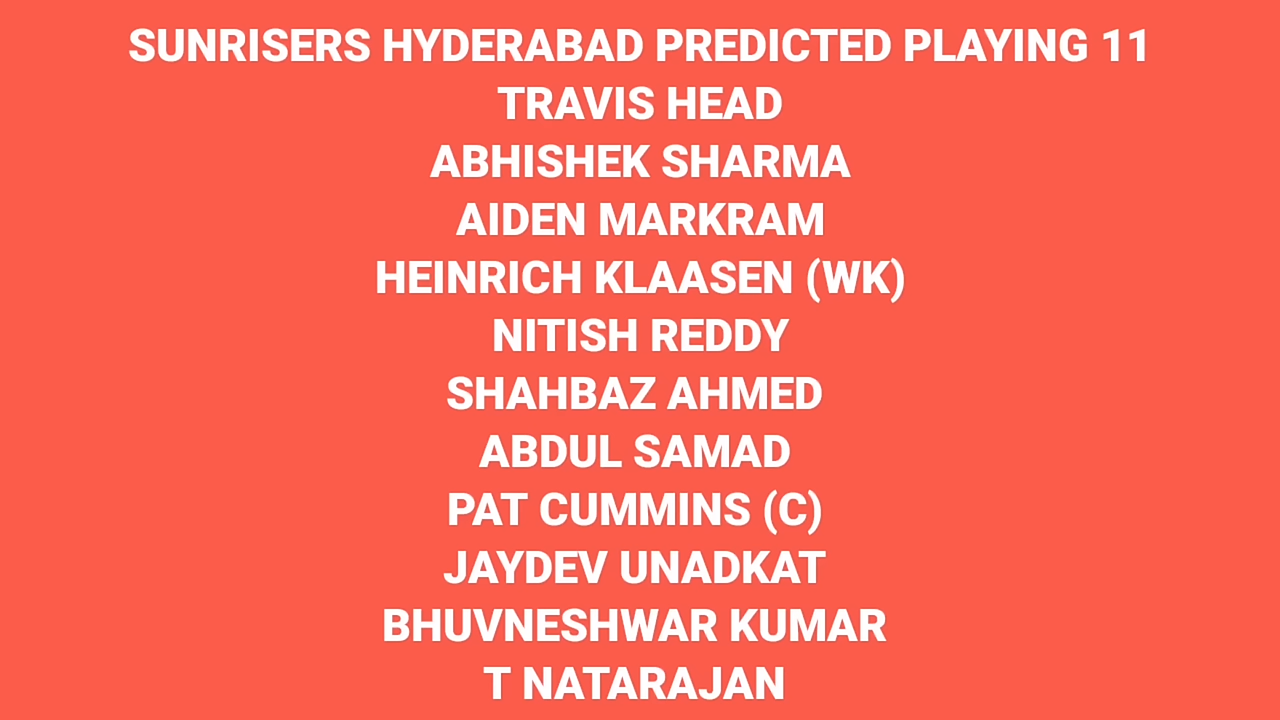 SUNRISERS HYDERABAD PREDICTED PLAYING 11
TRAVIS HEAD
ABHISHEK SHARMA
AIDEN MARKRAM
HEINRICH KLAASEN (WK)
NITISH REDDY
SHAHBAZ AHMED
ABDUL SAMAD
PAT CUMMINS (C)
JAYDEV UNADKAT
BHUVNESHWAR KUMAR
T NATARAJAN